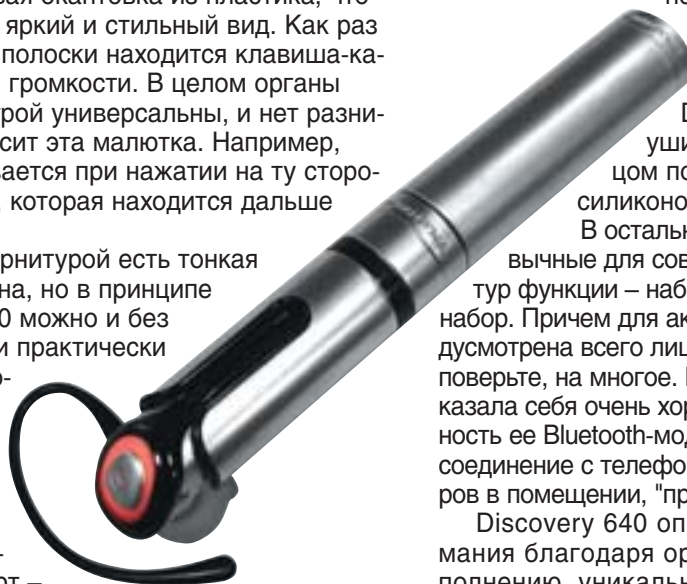 вая окантовка из пластика, что
яркий и стильный вид. Как раз
полоски находится клавиша-ка-
громкости. В целом органы
рой универсальны, и нет разни-
сит эта малютка. Например,
вается при нажатии на ту сторо-
которая находится дальше
рнитурой есть тонкая
на, но в принципе
0 можно и без
и практически
о-
-
рт –
уши
цом по
силиконо
В осталь
вычные для сов
тур функции – наб
набор. Причем для ак
дусмотрена всего лиш
поверьте, на многое.
казала себя очень хор
ность ее Bluetooth-мод
соединение с телефо
ров в помещении, "пр
Discovery 640 оп
мания благодаря ор
полнению, уникальн